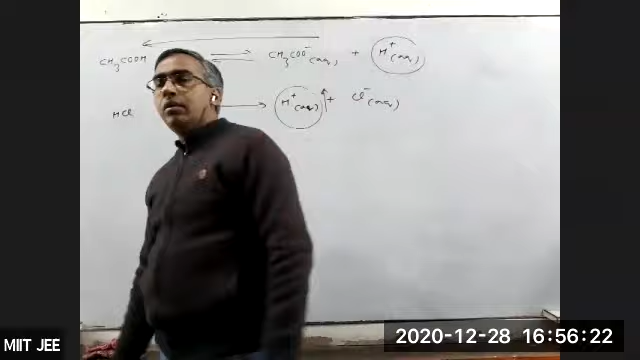 CH₃COOH ⇌ CH₃COO⁻(aq) + H⁺(aq)
HCl → H⁺(aq) + Cl⁻(aq)
MIIT JEE
2020-12-28 16:56:22